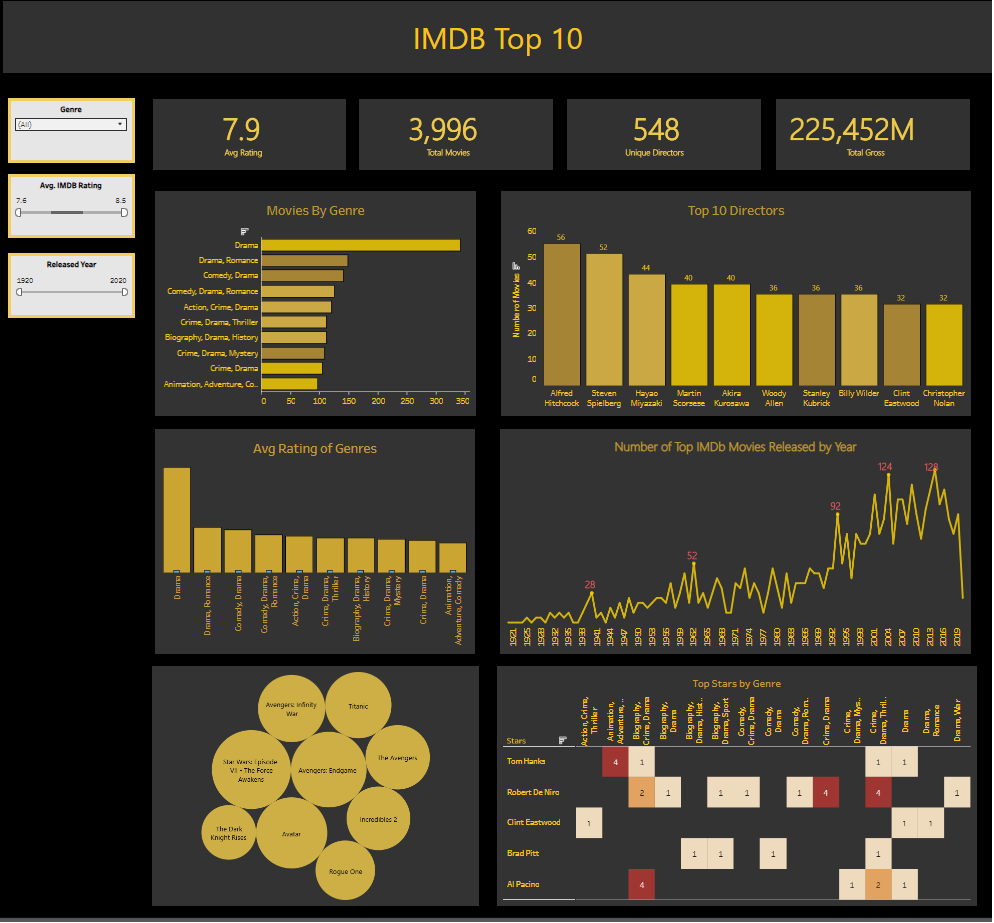 IMDB Top 10
Genre
(All)
Avg. IMDB Rating
7.6 8.5
Released Year
1920 2020
7.9
Avg Rating
3,996
Total Movies
548
Unique Directors
225,452M
Total Gross
Movies By Genre
Drama
Drama, Romance
Comedy, Drama
Comedy, Drama, Romance
Action, Crime, Drama
Crime, Drama, Thriller
Biography, Drama, History
Crime, Drama, Mystery
Crime, Drama
Animation, Adventure, Co..
0 50 100 150 200 250 300 350
Top 10 Directors
Number of Movies
60
50
40
30
20
10
0
56 52 44 40 40 36 36 36 32 32
Alfred Hitchcock
Steven Spielberg
Hayao Miyazaki
Martin Scorsese
Akira Kurosawa
Woody Allen
Stanley Kubrick
Billy Wilder
Clint Eastwood
Christopher Nolan
Avg Rating of Genres
Drama
Drama, Romance
Comedy, Drama
Comedy, Drama, Romance
Action, Crime, Drama
Crime, Drama, Thriller
Biography, Drama, History
Crime, Drama, Mystery
Crime, Drama
Animation, Adventure, Comedy
Number of Top IMDb Movies Released by Year
28 52 92 124 128
1921 1925 1928 1932 1935 1938 1941 1944 1947 1950 1953 1956 1959 1962 1965 1968 1971 1974 1977 1980 1983 1986 1989 1992 1995 1998 2001 2004 2007 2010 2013 2016 2019
Avengers: Infinity War
Titanic
Star Wars: Episode VII - The Force Awakens
Avengers: Endgame
The Avengers
The Dark Knight Rises
Avatar
Incredibles 2
Rogue One
Top Stars by Genre
Stars
Action, Crime, Thriller
Animation, Adventure, ..
Biography, Crime, Drama
Biography, Drama
Biography, Drama, Hist..
Biography, Drama, Sport
Comedy, Crime, Drama
Comedy, Drama
Comedy, Drama, Rom..
Crime, Drama
Crime, Drama, Mys..
Crime, Drama, Thril..
Drama
Drama, Romance
Drama, War
Tom Hanks 4 1 1 1
Robert De Niro 2 1 1 1 1 4 4 1
Clint Eastwood 1 1 1
Brad Pitt 1 1 1 1
Al Pacino 4 1 2 1